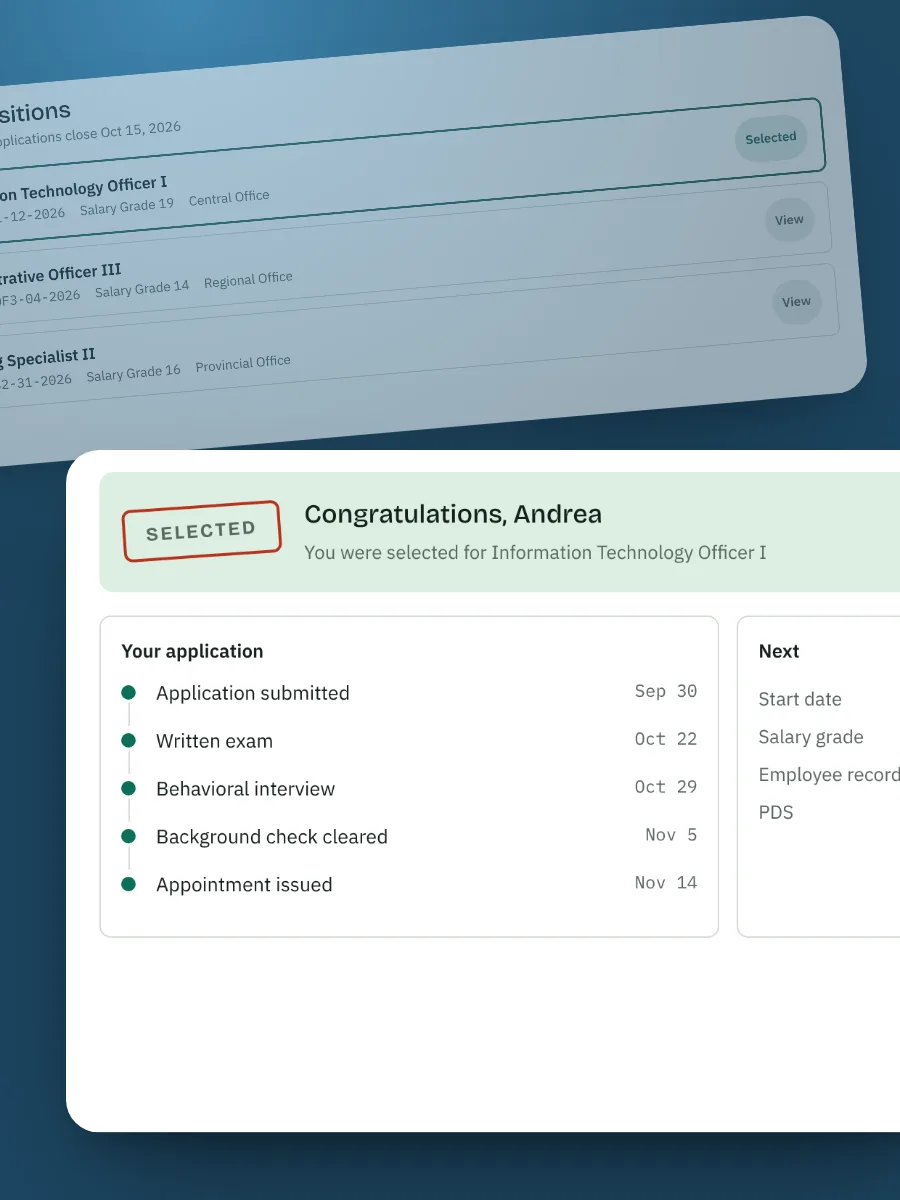 sitions
pplications close Oct 15, 2026
on Technology Officer I
-12-2026 Salary Grade 19 Central Office
Selected
trative Officer III
F3-04-2026 Salary Grade 14 Regional Office
View
g Specialist II
2-31-2026 Salary Grade 16 Provincial Office
View
SELECTED
Congratulations, Andrea
You were selected for Information Technology Officer I
Your application
Application submitted Sep 30
Written exam Oct 22
Behavioral interview Oct 29
Background check cleared Nov 5
Appointment issued Nov 14
Next
Start date
Salary grade
Employee record
PDS